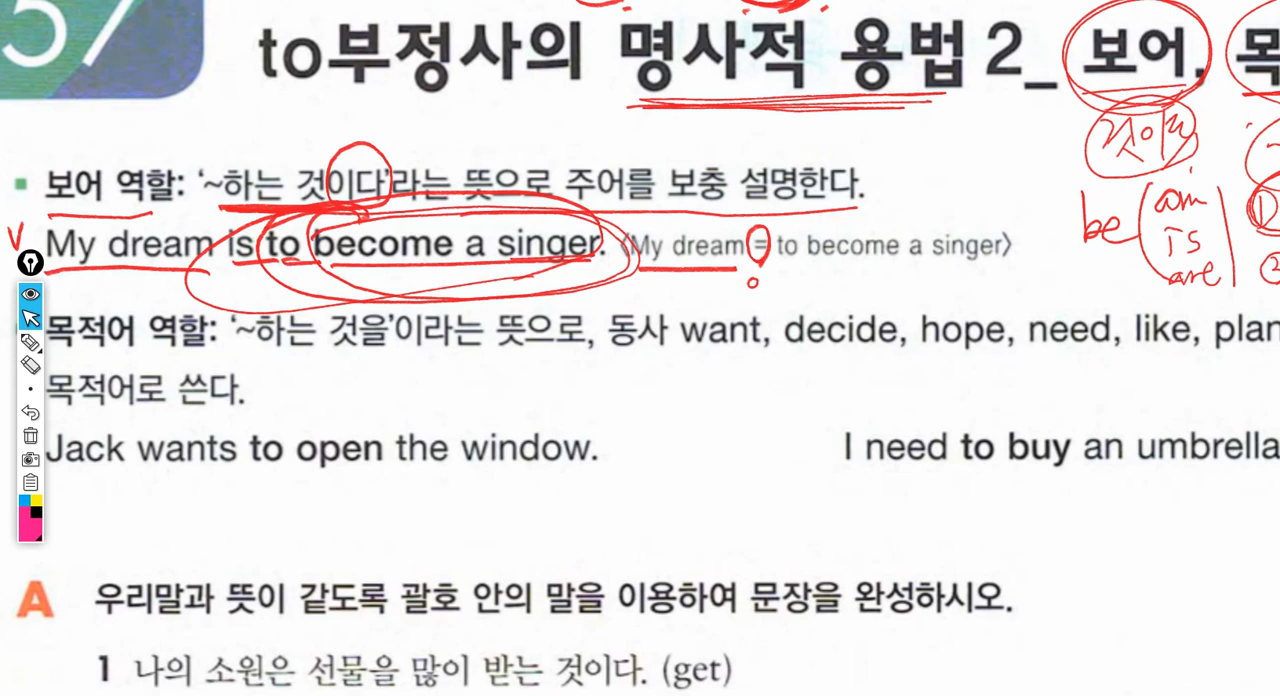 57
to부정사의 명사적 용법 2_ 보어, 목
것이다
보어 역할: ‘~하는 것이다’라는 뜻으로 주어를 보충 설명한다.
be am is are
①
②
My dream is to become a singer. 〈My dream = to become a singer〉
목적어 역할: ‘~하는 것을’이라는 뜻으로, 동사 want, decide, hope, need, like, plan
목적어로 쓴다.
Jack wants to open the window. I need to buy an umbrella
A 우리말과 뜻이 같도록 괄호 안의 말을 이용하여 문장을 완성하시오.
1 나의 소원은 선물을 많이 받는 것이다. (get)